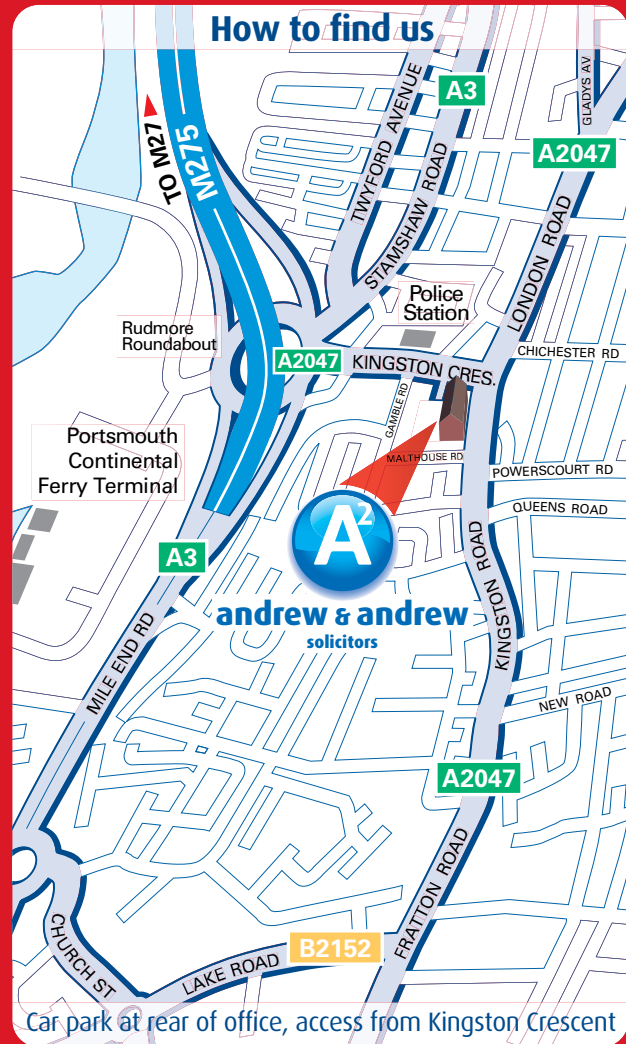 How to find us
TO M27
M275
TWYFORD AVENUE
A3
STAMSHAW ROAD
GLADYS AV
A2047
LONDON ROAD
Police
Station
Rudmore
Roundabout
A2047
KINGSTON CRES.
CHICHESTER RD
GAMBLE RD
MALTHOUSE RD
Portsmouth
Continental
Ferry Terminal
POWERSCOURT RD
QUEENS ROAD
A2
A3
KINGSTON ROAD
andrew & andrew
solicitors
MILE END RD
NEW ROAD
A2047
FRATTON ROAD
CHURCH ST
LAKE ROAD
B2152
Car park at rear of office, access from Kingston Crescent